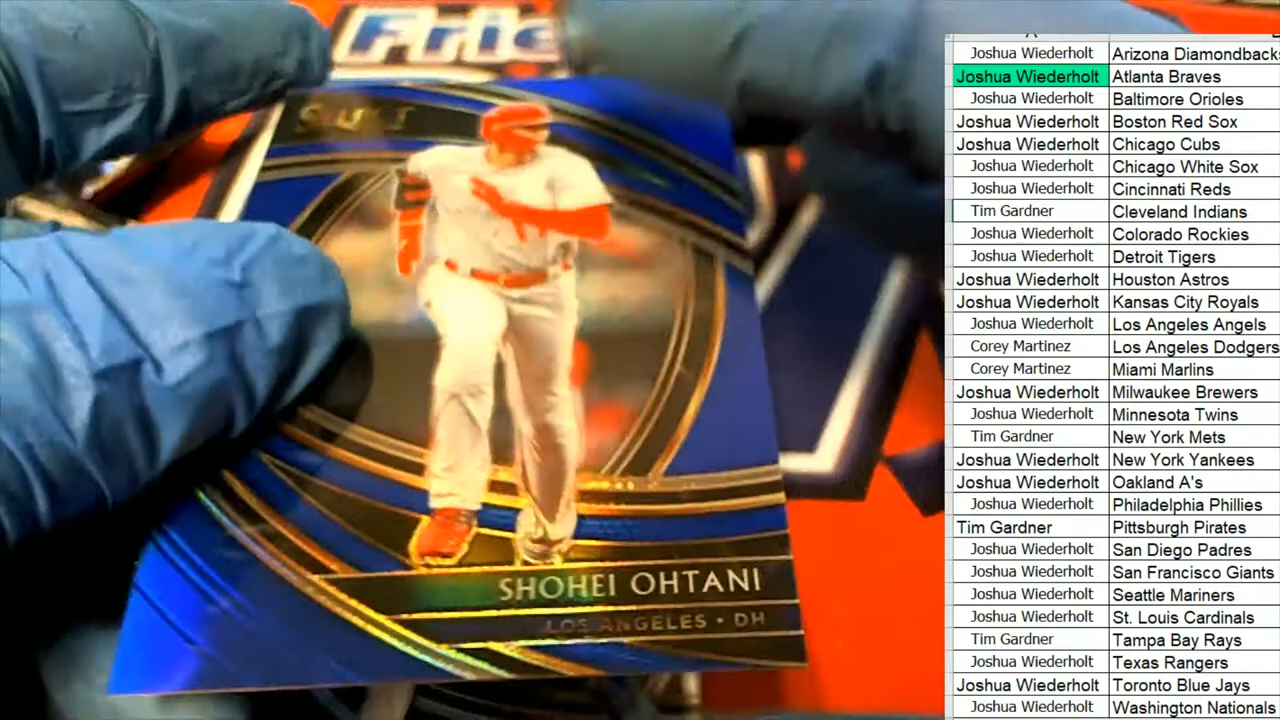 SHOHEI OHTANI
LOS ANGELES • DH
Joshua Wiederholt Arizona Diamondbacks
Joshua Wiederholt Atlanta Braves
Joshua Wiederholt Baltimore Orioles
Joshua Wiederholt Boston Red Sox
Joshua Wiederholt Chicago Cubs
Joshua Wiederholt Chicago White Sox
Joshua Wiederholt Cincinnati Reds
Tim Gardner Cleveland Indians
Joshua Wiederholt Colorado Rockies
Joshua Wiederholt Detroit Tigers
Joshua Wiederholt Houston Astros
Joshua Wiederholt Kansas City Royals
Joshua Wiederholt Los Angeles Angels
Corey Martinez Los Angeles Dodgers
Corey Martinez Miami Marlins
Joshua Wiederholt Milwaukee Brewers
Joshua Wiederholt Minnesota Twins
Tim Gardner New York Mets
Joshua Wiederholt New York Yankees
Joshua Wiederholt Oakland A's
Joshua Wiederholt Philadelphia Phillies
Tim Gardner Pittsburgh Pirates
Joshua Wiederholt San Diego Padres
Joshua Wiederholt San Francisco Giants
Joshua Wiederholt Seattle Mariners
Joshua Wiederholt St. Louis Cardinals
Tim Gardner Tampa Bay Rays
Joshua Wiederholt Texas Rangers
Joshua Wiederholt Toronto Blue Jays
Joshua Wiederholt Washington Nationals